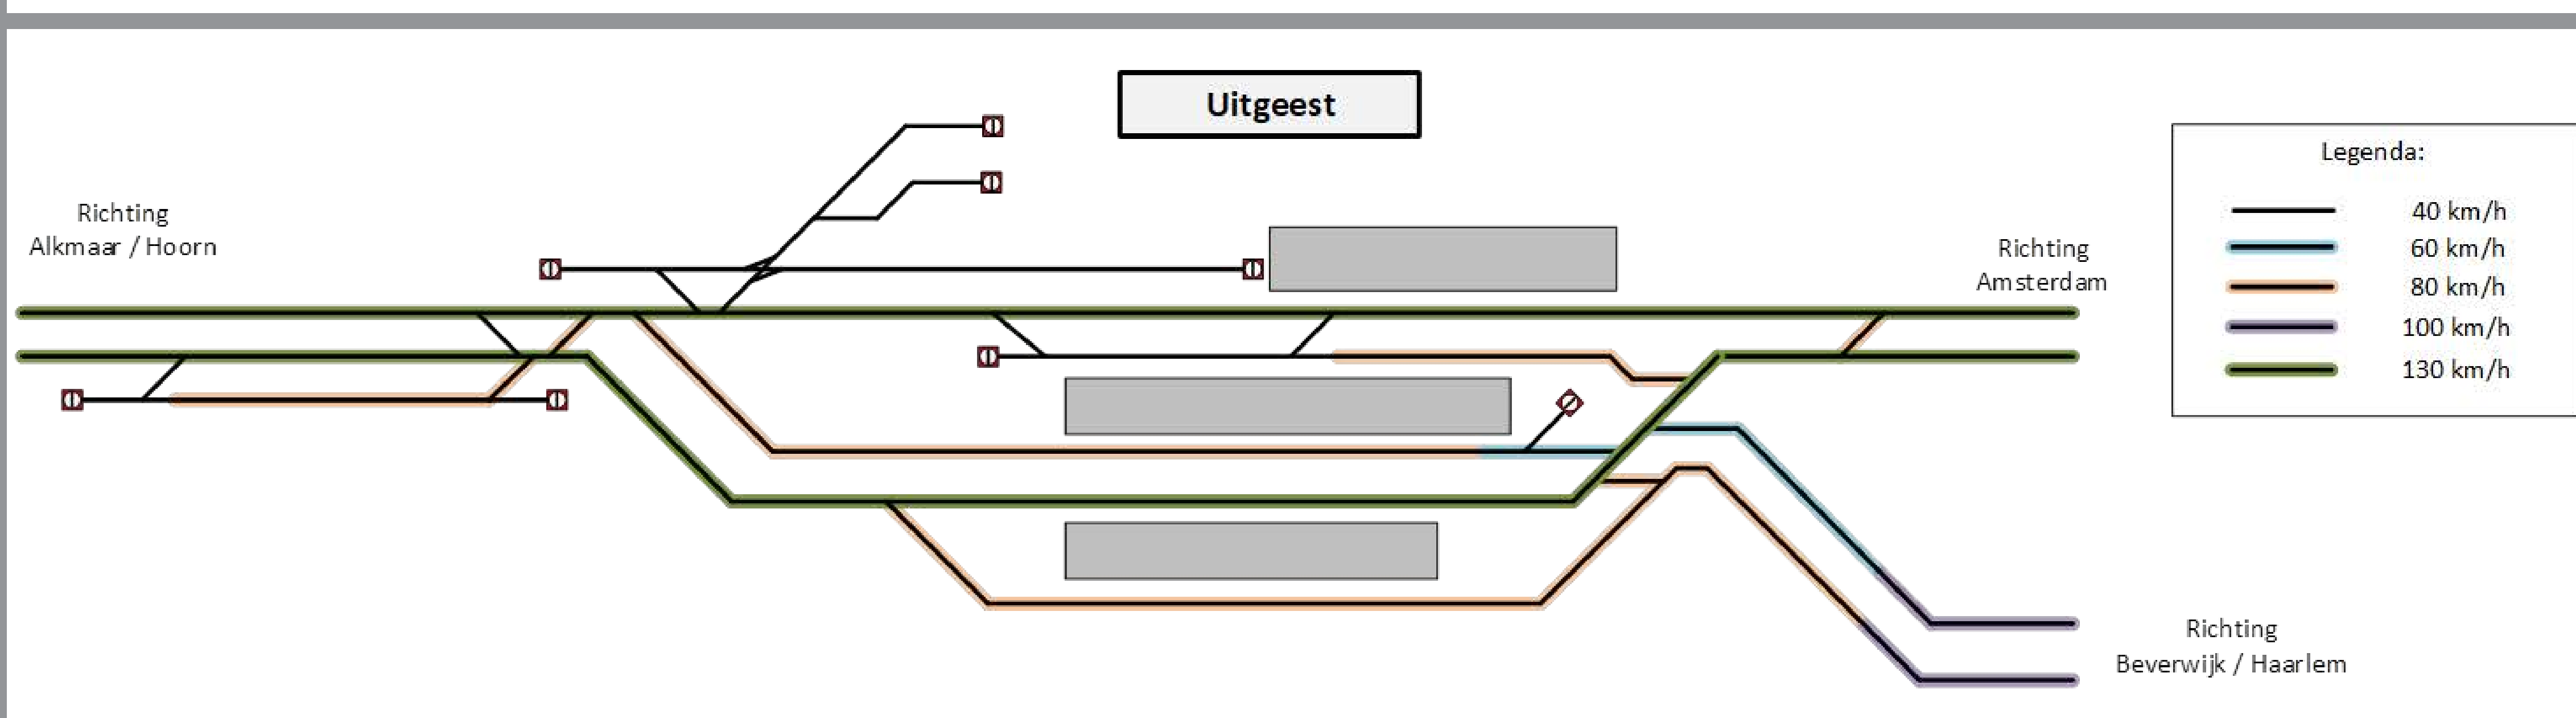 Uitgeest
Richting
Alkmaar / Hoorn
Richting
Amsterdam
Legenda:
40 km/h
60 km/h
80 km/h
100 km/h
130 km/h
Richting
Beverwijk / Haarlem